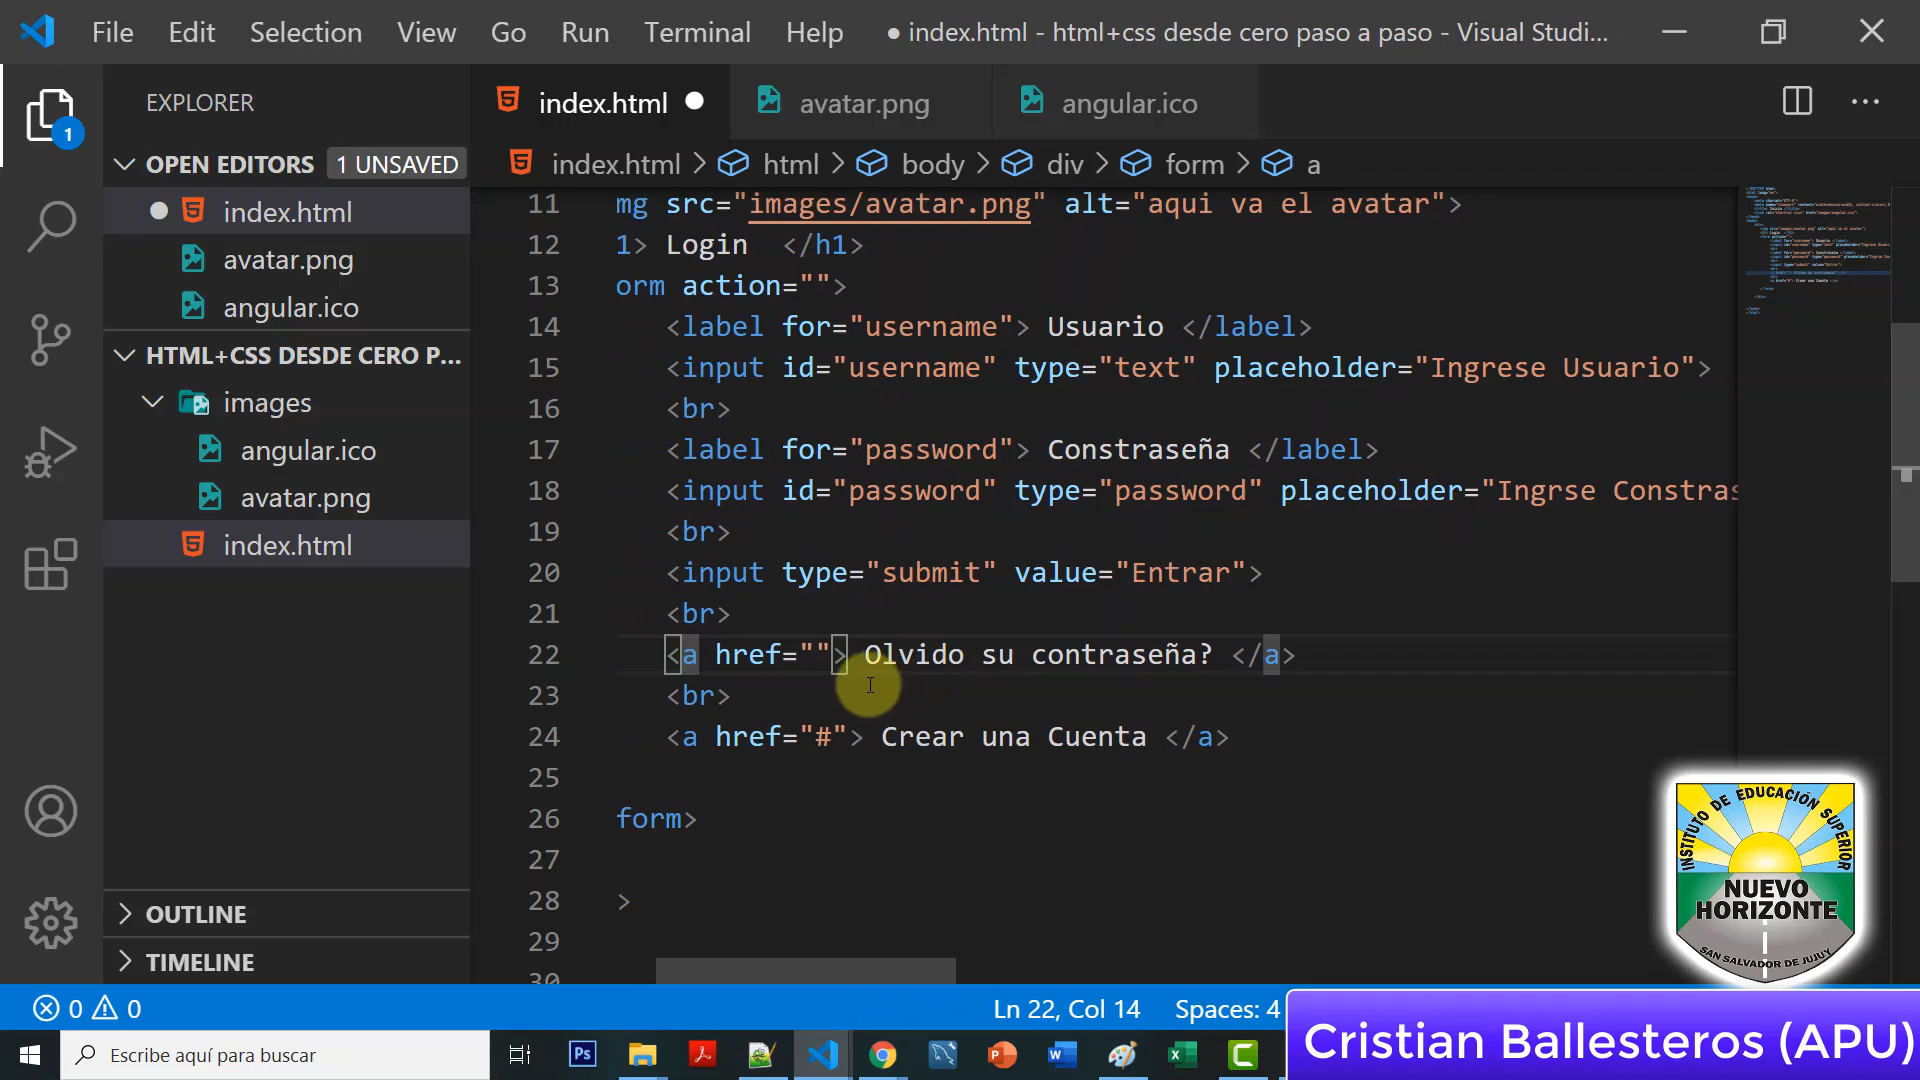 File Edit Selection View Go Run Terminal Help ● index.html - html+css desde cero paso a paso - Visual Studi...
EXPLORER
index.html avatar.png angular.ico
1
OPEN EDITORS 1 UNSAVED
index.html > html > body > div > form > a
index.html
avatar.png
angular.ico
HTML+CSS DESDE CERO P...
images
angular.ico
avatar.png
index.html
OUTLINE
TIMELINE
11 mg src="images/avatar.png" alt="aqui va el avatar">
12 1> Login </h1>
13 orm action="">
14 <label for="username"> Usuario </label>
15 <input id="username" type="text" placeholder="Ingrese Usuario">
16 <br>
17 <label for="password"> Constraseña </label>
18 <input id="password" type="password" placeholder="Ingrse Constras
19 <br>
20 <input type="submit" value="Entrar">
21 <br>
22 <a href=""> Olvido su contraseña? </a>
23 <br>
24 <a href="#"> Crear una Cuenta </a>
25
26 form>
27
28 >
29
30
INSTITUTO DE EDUCACIÓN SUPERIOR
NUEVO
HORIZONTE
SAN SALVADOR DE JUJUY
0 0 Ln 22, Col 14 Spaces: 4
Cristian Ballesteros (APU)
Escribe aquí para buscar